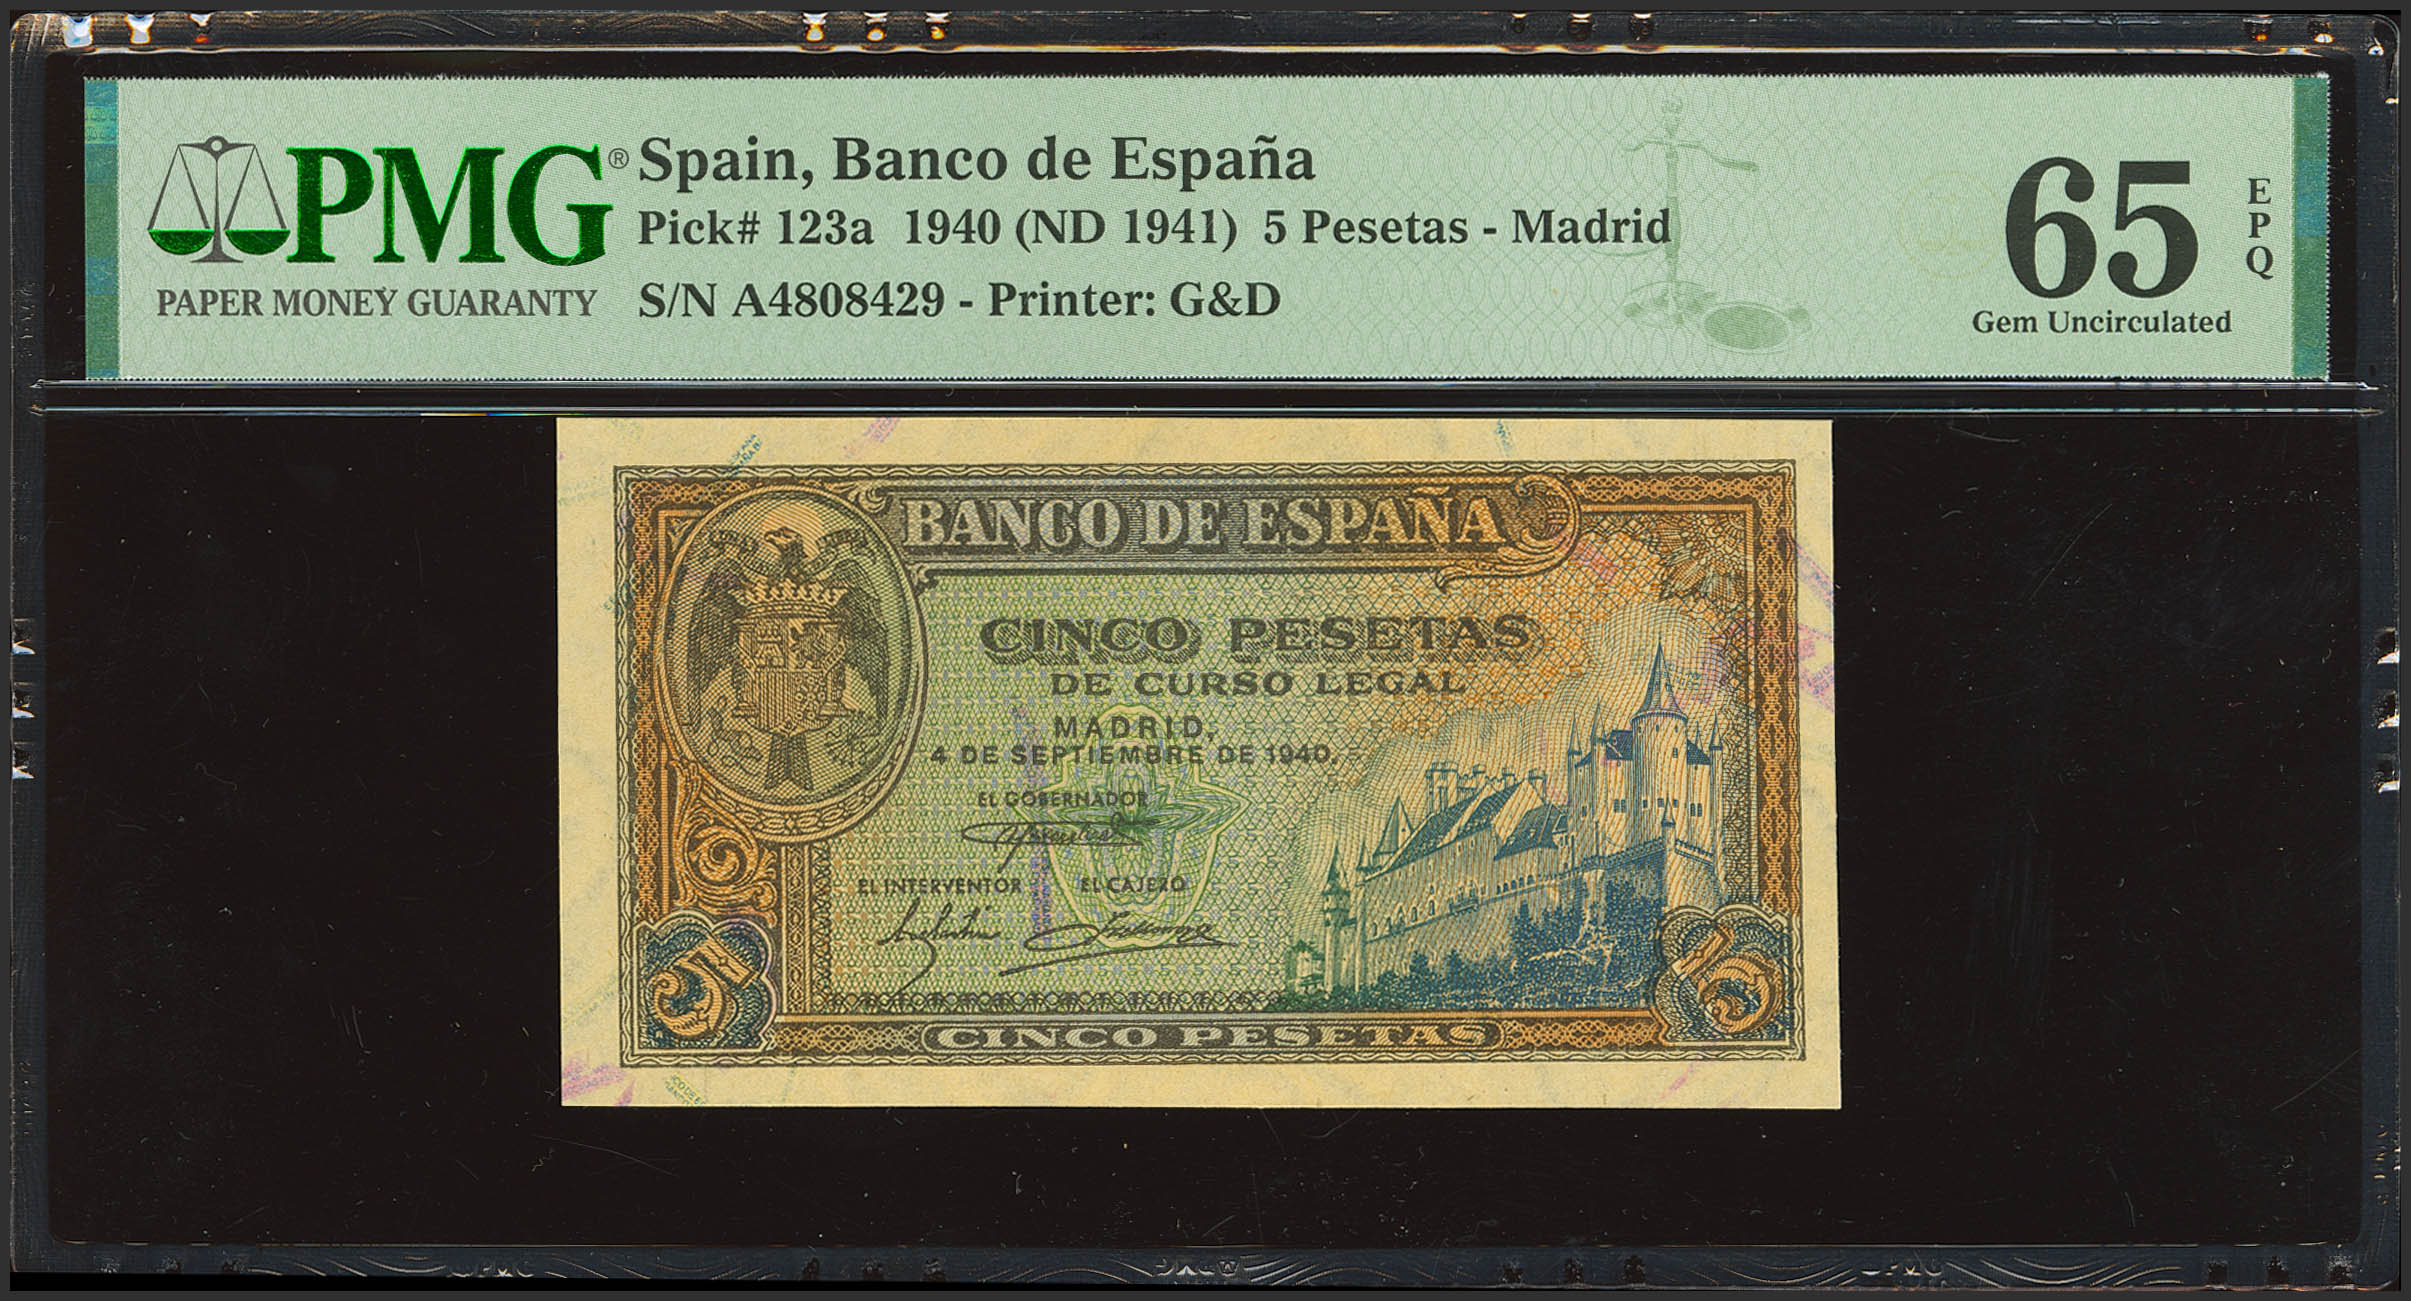 PMG®
PAPER MONEY GUARANTY
Spain, Banco de España
Pick# 123a 1940 (ND 1941) 5 Pesetas - Madrid
S/N A4808429 - Printer: G&D
65
EPQ
Gem Uncirculated
BANCO DE ESPAÑA
CINCO PESETAS
DE CURSO LEGAL
MADRID,
4 DE SEPTIEMBRE DE 1940.
EL GOBERNADOR
EL INTERVENTOR EL CAJERO
5 5
CINCO PESETAS